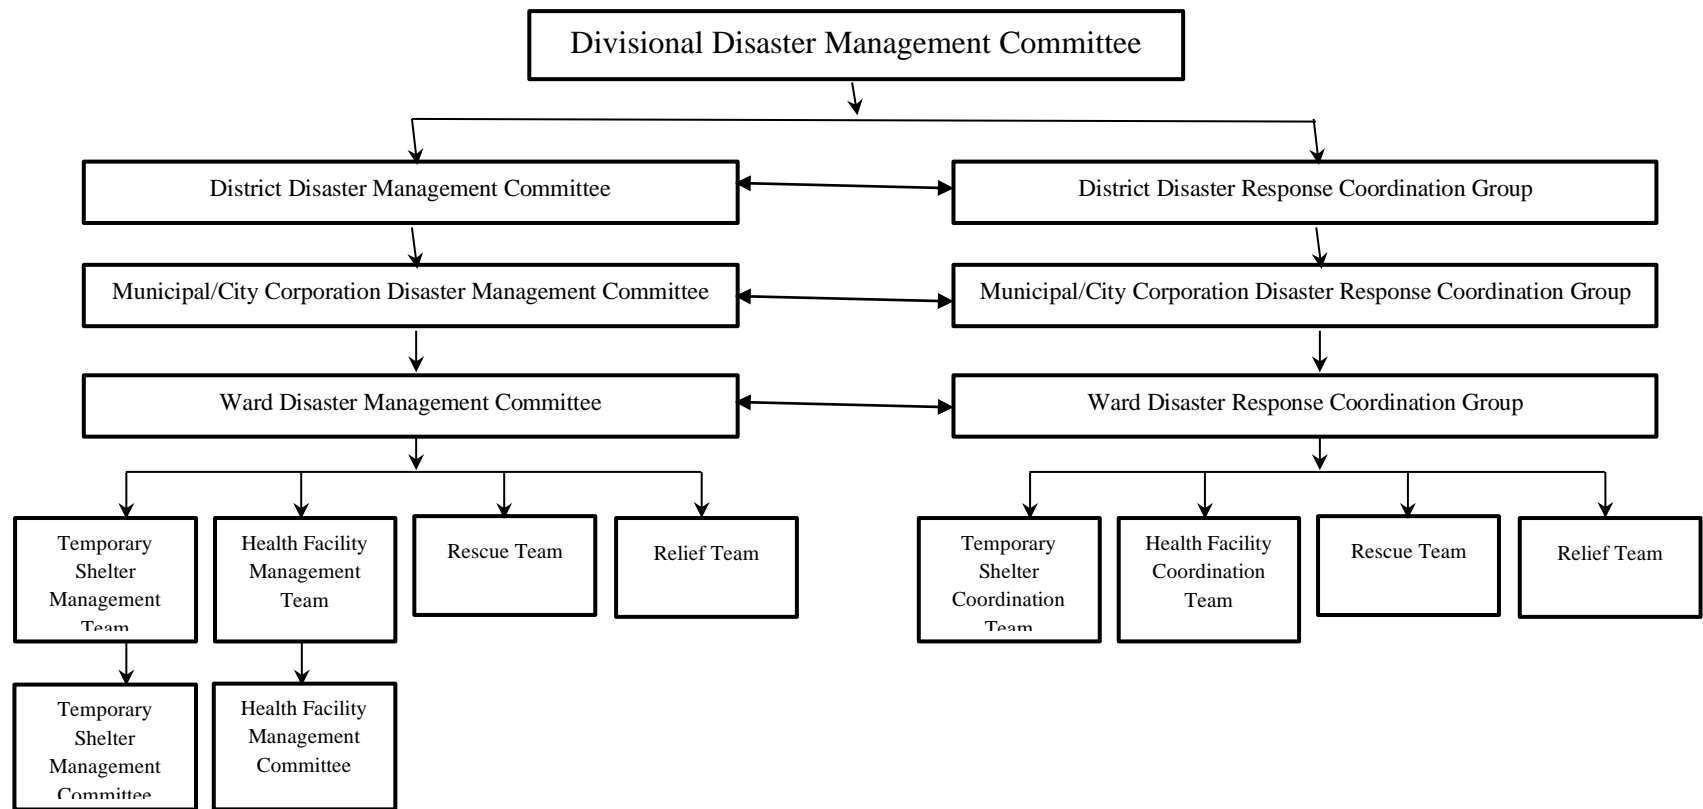 Divisional Disaster Management Committee
District Disaster Management Committee
District Disaster Response Coordination Group
Municipal/City Corporation Disaster Management Committee
Municipal/City Corporation Disaster Response Coordination Group
Ward Disaster Management Committee
Ward Disaster Response Coordination Group
Temporary
Shelter
Management
Team
Health Facility
Management
Team
Rescue Team
Relief Team
Temporary
Shelter
Coordination
Team
Health Facility
Coordination
Team
Rescue Team
Relief Team
Temporary
Shelter
Management
Committee
Health Facility
Management
Committee